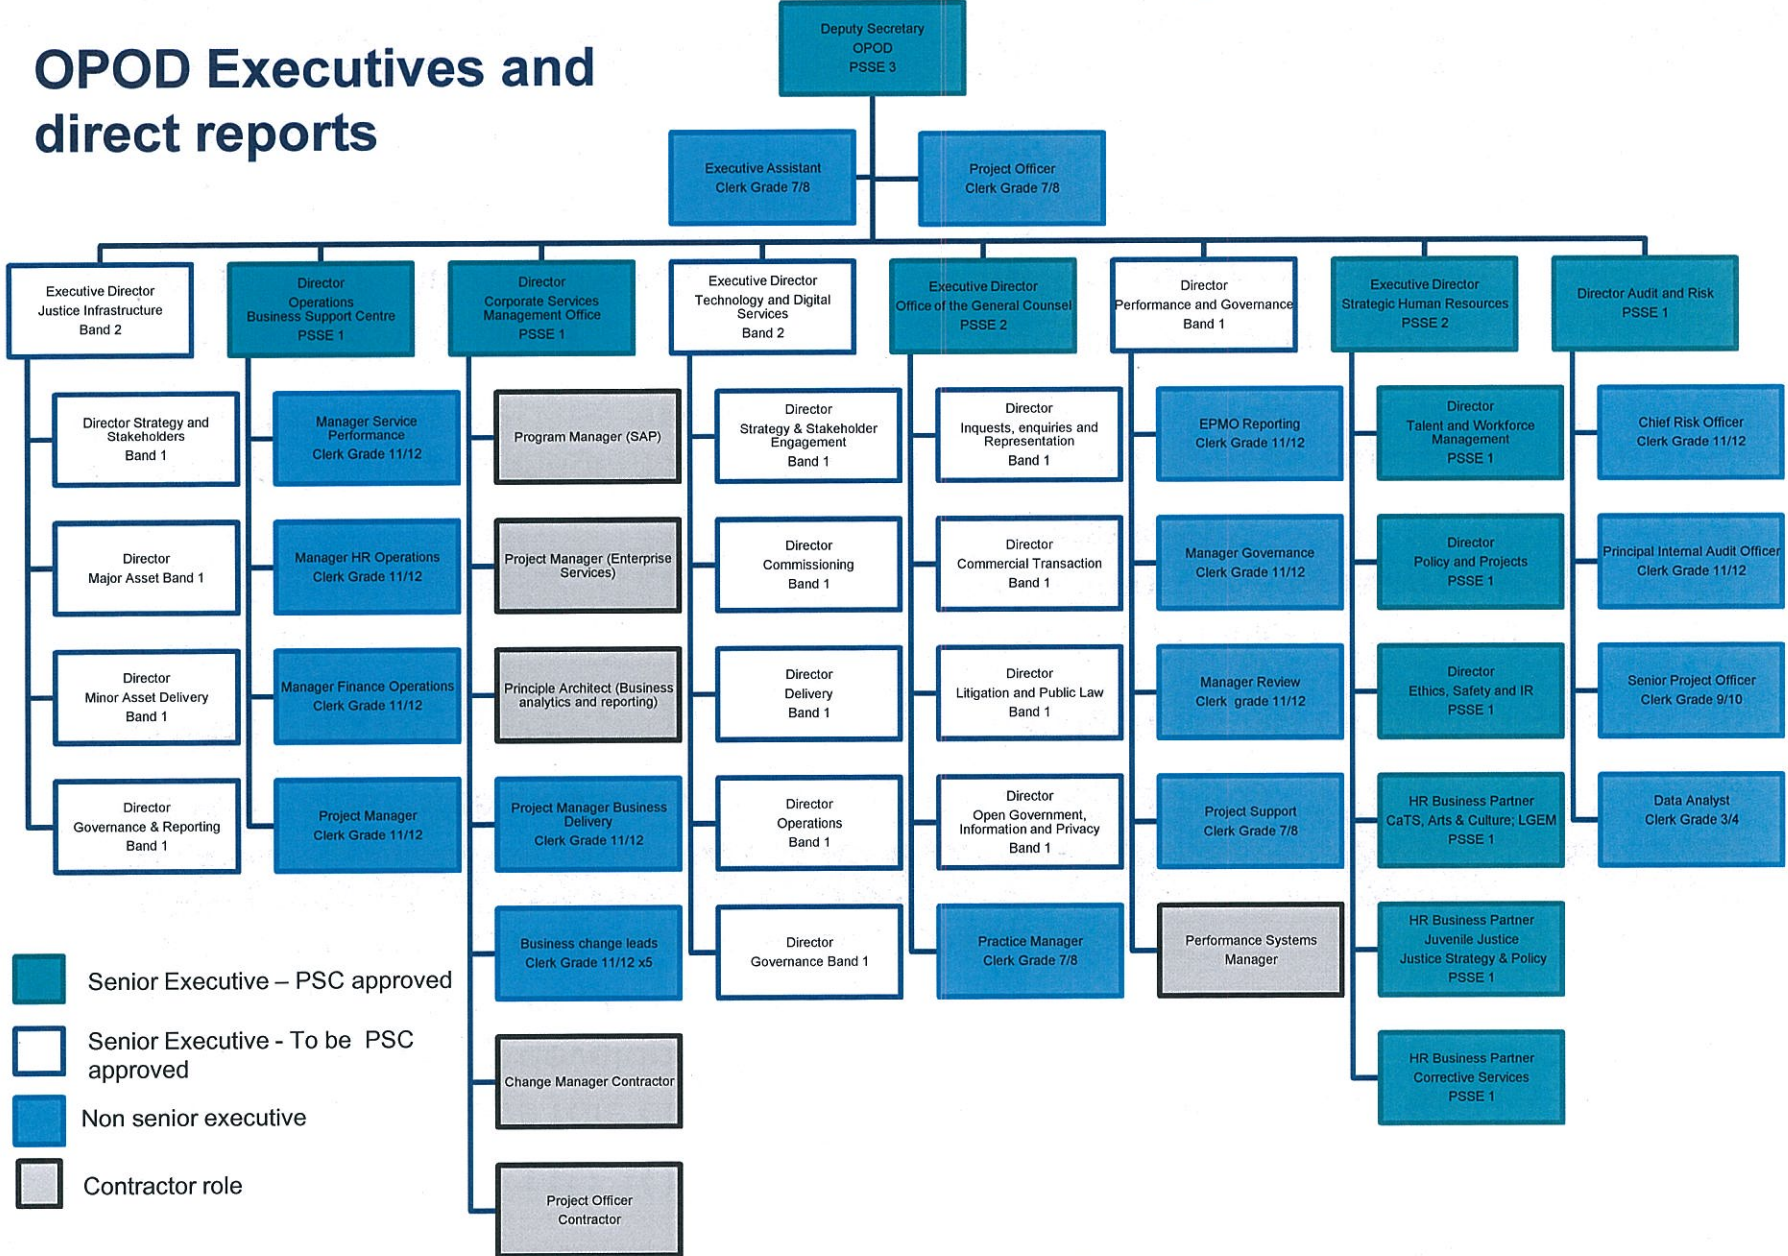 OPOD Executives and
direct reports
Deputy Secretary
OPOD
PSSE 3
Executive Assistant
Clerk Grade 7/8
Project Officer
Clerk Grade 7/8
Executive Director
Justice Infrastructure
Band 2
Director
Operations
Business Support Centre
PSSE 1
Director
Corporate Services
Management Office
PSSE 1
Executive Director
Technology and Digital
Services
Band 2
Executive Director
Office of the General Counsel
PSSE 2
Director
Performance and Governance
Band 1
Executive Director
Strategic Human Resources
PSSE 2
Director Audit and Risk
PSSE 1
Director Strategy and
Stakeholders
Band 1
Director
Major Asset Band 1
Director
Minor Asset Delivery
Band 1
Director
Governance & Reporting
Band 1
Manager Service
Performance
Clerk Grade 11/12
Manager HR Operations
Clerk Grade 11/12
Manager Finance Operations
Clerk Grade 11/12
Project Manager
Clerk Grade 11/12
Program Manager (SAP)
Project Manager (Enterprise
Services)
Principle Architect (Business
analytics and reporting)
Project Manager Business
Delivery
Clerk Grade 11/12
Business change leads
Clerk Grade 11/12 x5
Change Manager Contractor
Project Officer
Contractor
Director
Strategy & Stakeholder
Engagement
Band 1
Director
Commissioning
Band 1
Director
Delivery
Band 1
Director
Operations
Band 1
Director
Governance Band 1
Director
Inquests, enquiries and
Representation
Band 1
Director
Commercial Transaction
Band 1
Director
Litigation and Public Law
Band 1
Director
Open Government,
Information and Privacy
Band 1
Practice Manager
Clerk Grade 7/8
EPMO Reporting
Clerk Grade 11/12
Manager Governance
Clerk Grade 11/12
Manager Review
Clerk grade 11/12
Project Support
Clerk Grade 7/8
Performance Systems
Manager
Director
Talent and Workforce
Management
PSSE 1
Director
Policy and Projects
PSSE 1
Director
Ethics, Safety and IR
PSSE 1
HR Business Partner
CaTS, Arts & Culture; LGEM
PSSE 1
HR Business Partner
Juvenile Justice
Justice Strategy & Policy
PSSE 1
HR Business Partner
Corrective Services
PSSE 1
Chief Risk Officer
Clerk Grade 11/12
Principal Internal Audit Officer
Clerk Grade 11/12
Senior Project Officer
Clerk Grade 9/10
Data Analyst
Clerk Grade 3/4
Senior Executive – PSC approved
Senior Executive - To be PSC
approved
Non senior executive
Contractor role